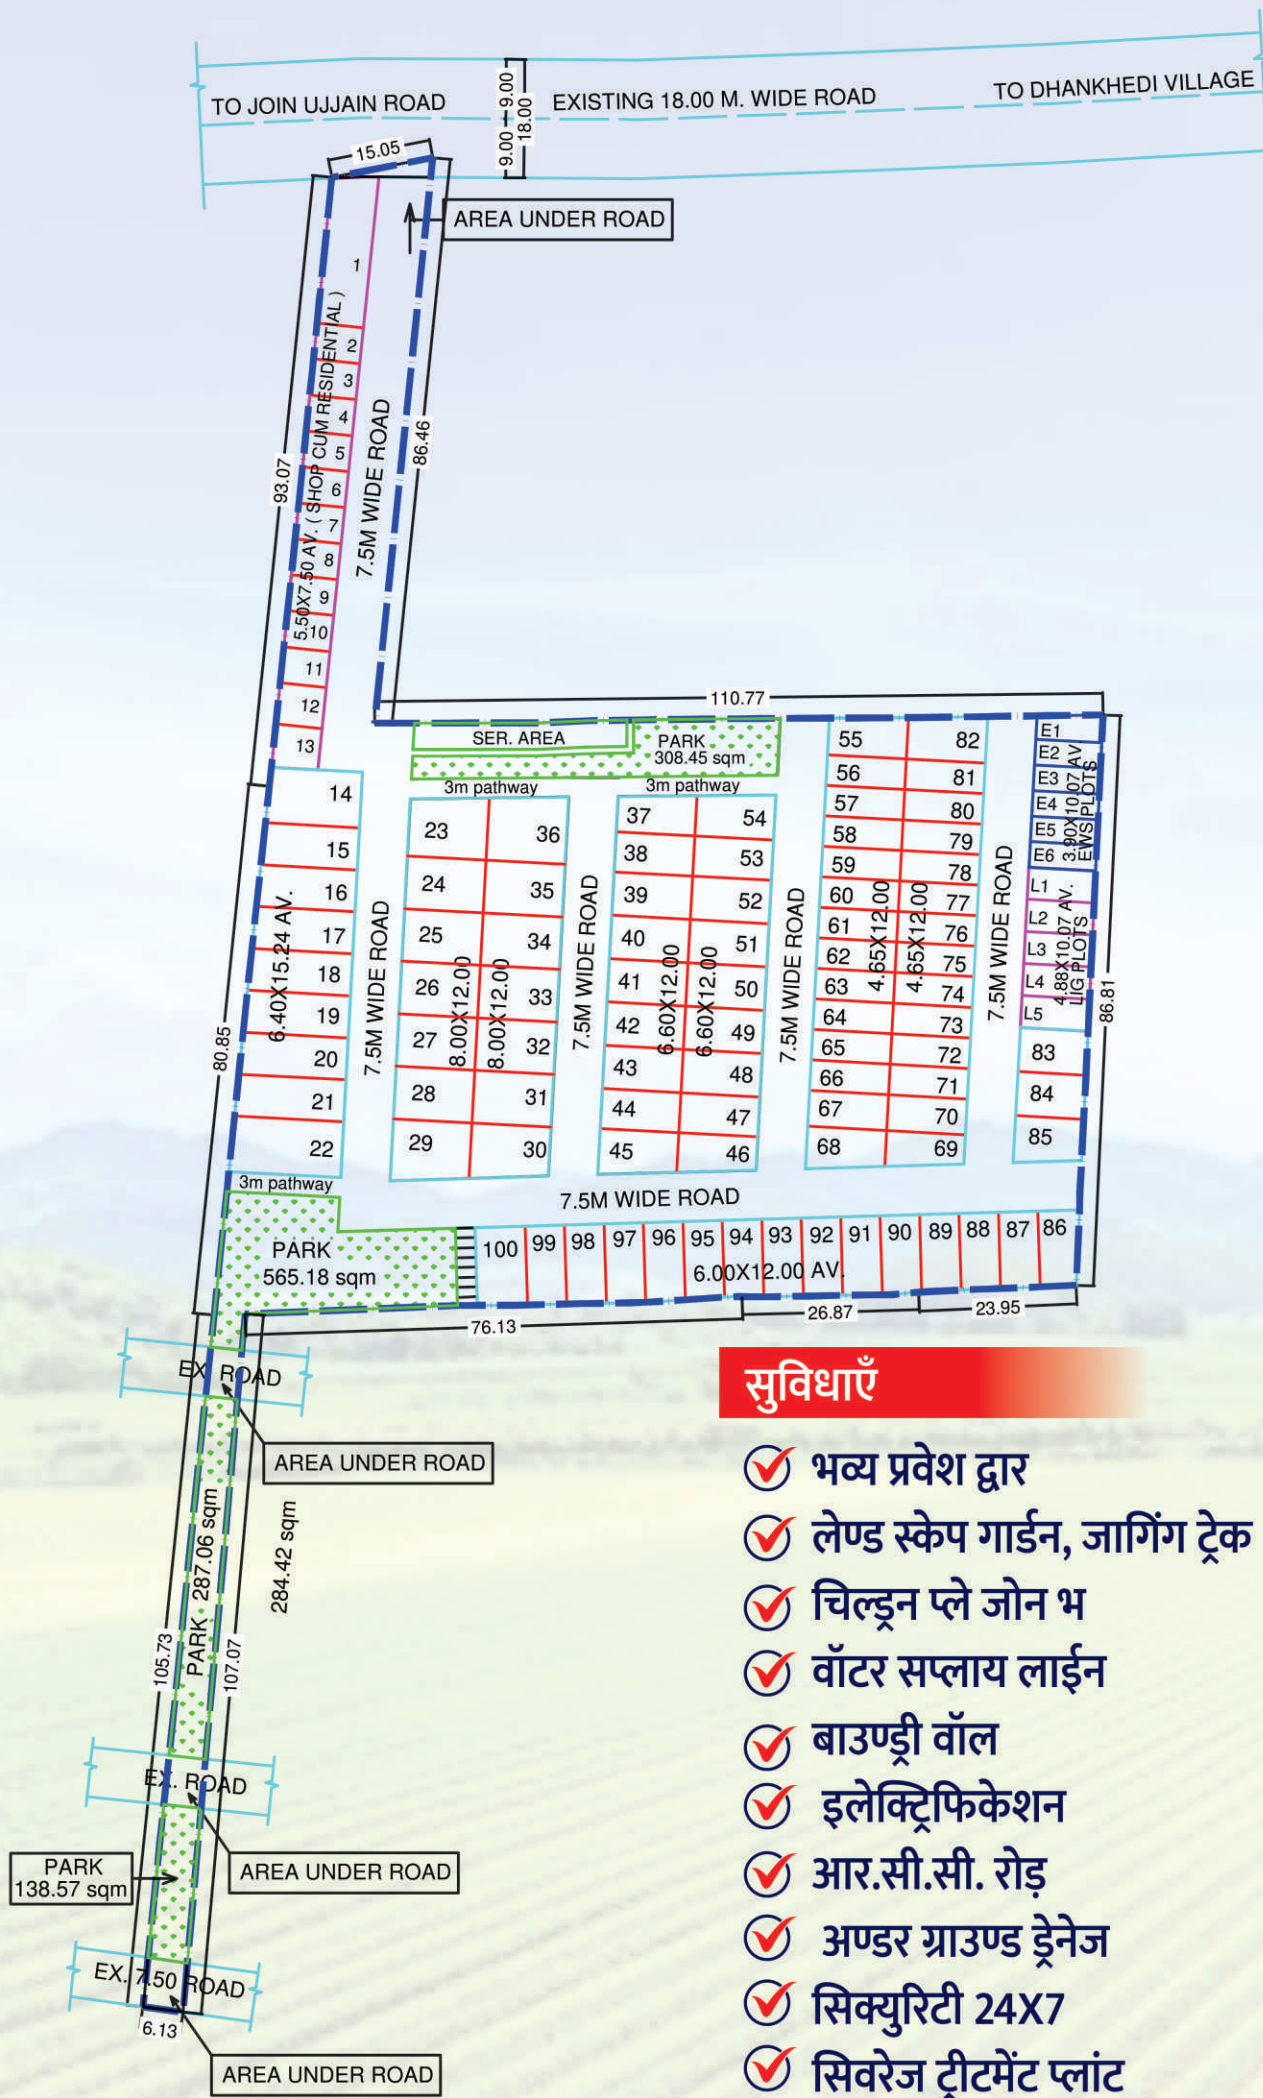 TO JOIN UJJAIN ROAD
9.00 9.00
18.00
EXISTING 18.00 M. WIDE ROAD
TO DHANKHEDI VILLAGE
15.05
AREA UNDER ROAD
1
2
3
4
5
6
7
8
9
10
11
12
13
5.50X7.50 AV. ( SHOP CUM RESIDENTIAL )
7.5M WIDE ROAD
93.07
86.46
110.77
SER. AREA
PARK
308.45 sqm
3m pathway
3m pathway
14
15
16
17
18
19
20
21
22
6.40X15.24 AV.
80.85
7.5M WIDE ROAD
23 36
24 35
25 34
26 33
27 32
28 31
29 30
8.00X12.00
8.00X12.00
7.5M WIDE ROAD
37 54
38 53
39 52
40 51
41 50
42 49
43 48
44 47
45 46
6.60X12.00
6.60X12.00
7.5M WIDE ROAD
55 82
56 81
57 80
58 79
59 78
60 77
61 76
62 75
63 74
64 73
65 72
66 71
67 70
68 69
4.65X12.00
4.65X12.00
7.5M WIDE ROAD
E1
E2
E3
E4
E5
E6
3.90X10.07 AV
EWS PLOTS
L1
L2
L3
L4
L5
4.88X10.07 AV.
LIG PLOTS
83
84
85
86.81
3m pathway
7.5M WIDE ROAD
PARK
565.18 sqm
100 99 98 97 96 95 94 93 92 91 90 89 88 87 86
6.00X12.00 AV.
76.13
26.87
23.95
EX. ROAD
AREA UNDER ROAD
PARK 287.06 sqm
284.42 sqm
105.73
107.07
EX. ROAD
AREA UNDER ROAD
PARK
138.57 sqm
EX. 7.50 ROAD
6.13
AREA UNDER ROAD
सुविधाएँ
भव्य प्रवेश द्वार
लेण्ड स्केप गार्डन, जागिंग ट्रेक
चिल्ड्रन प्ले जोन भ
वॉटर सप्लाय लाईन
बाउण्ड्री वॉल
इलेक्ट्रिफिकेशन
आर.सी.सी. रोड़
अण्डर ग्राउण्ड ड्रेनेज
सिक्युरिटी 24X7
सिवरेज ट्रीटमेंट प्लांट